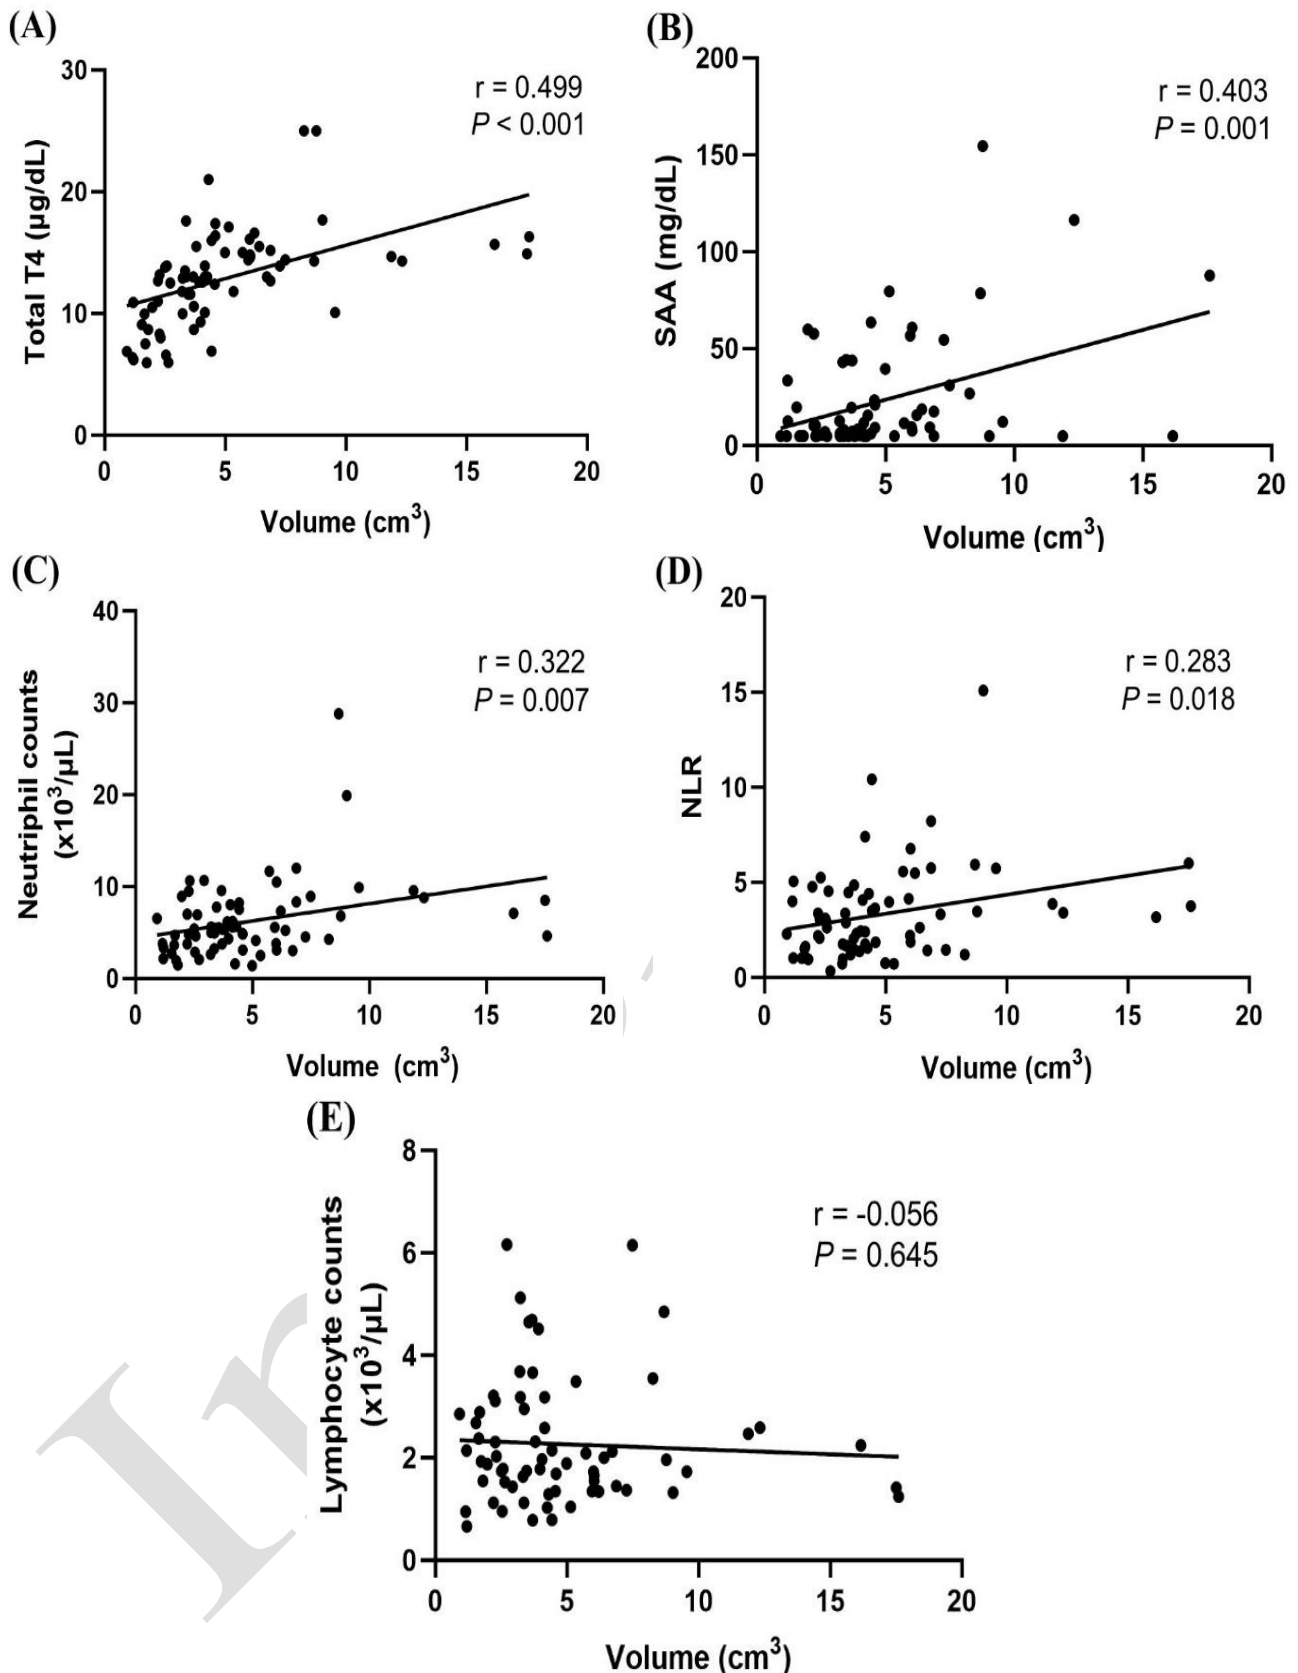 (A)
30
20
10
0
Total T4 (µg/dL)
r = 0.499
P < 0.001
0 5 10 15 20
Volume (cm³)
(B)
200
150
100
50
0
SAA (mg/dL)
r = 0.403
P = 0.001
0 5 10 15 20
Volume (cm³)
(C)
40
30
20
10
0
Neutriphil counts
(x10³/µL)
r = 0.322
P = 0.007
0 5 10 15 20
Volume (cm³)
(D)
20
15
10
5
0
NLR
r = 0.283
P = 0.018
0 5 10 15 20
Volume (cm³)
(E)
8
6
4
2
0
Lymphocyte counts
(x10³/µL)
r = -0.056
P = 0.645
0 5 10 15 20
Volume (cm³)